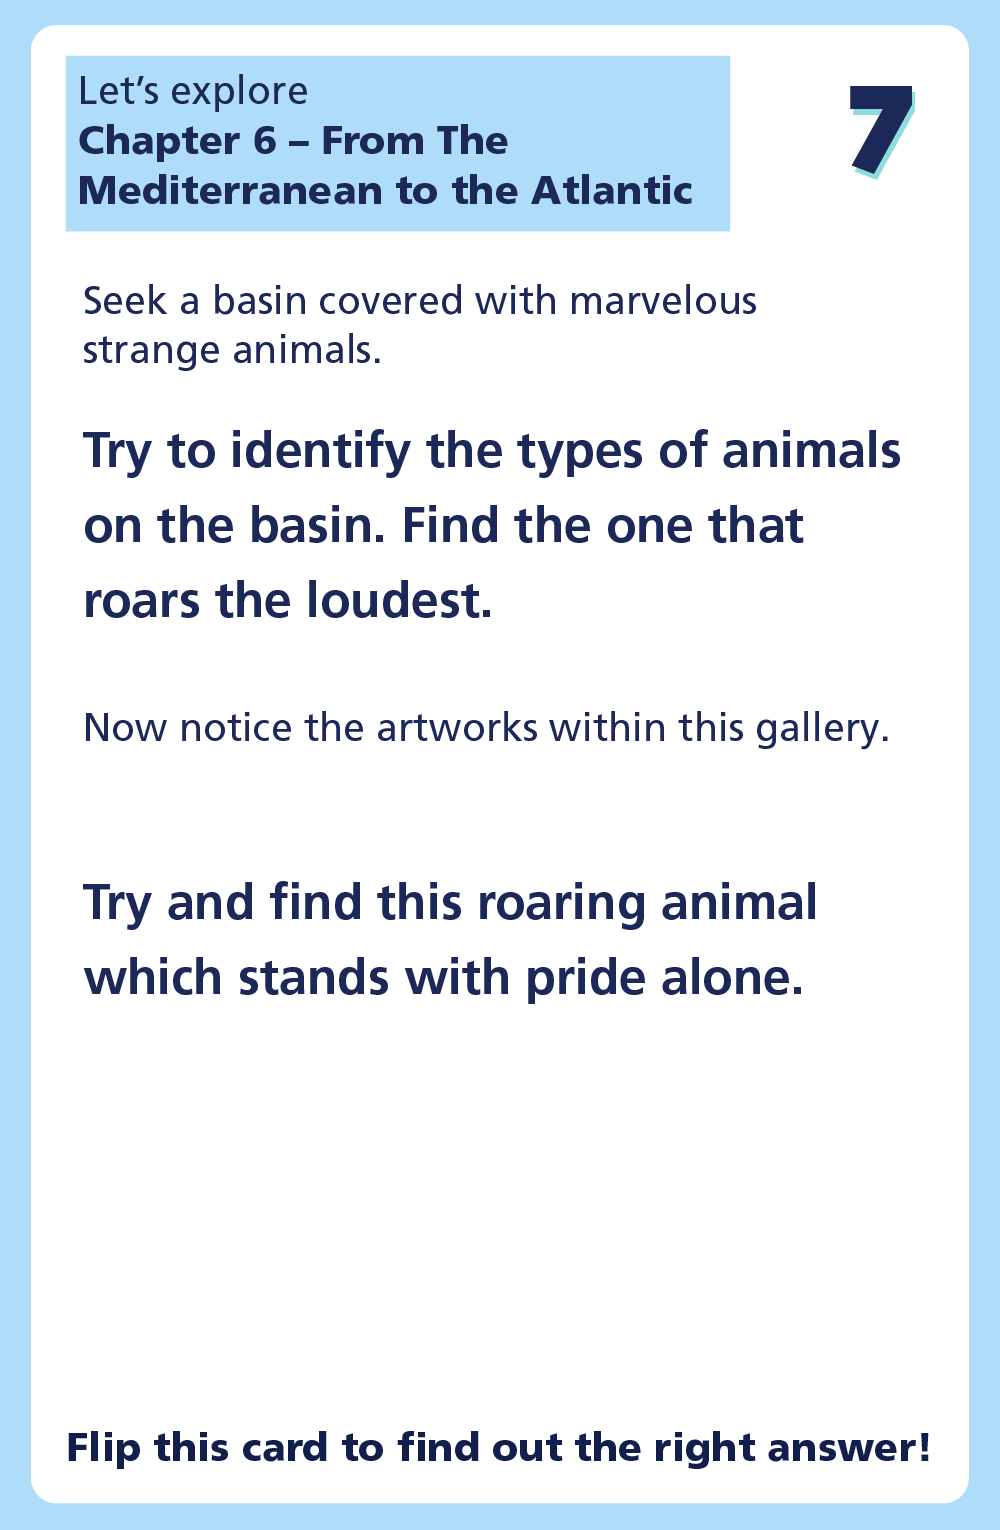 Let’s explore
Chapter 6 – From The
Mediterranean to the Atlantic
7
Seek a basin covered with marvelous
strange animals.
Try to identify the types of animals
on the basin. Find the one that
roars the loudest.
Now notice the artworks within this gallery.
Try and find this roaring animal
which stands with pride alone.
Flip this card to find out the right answer!